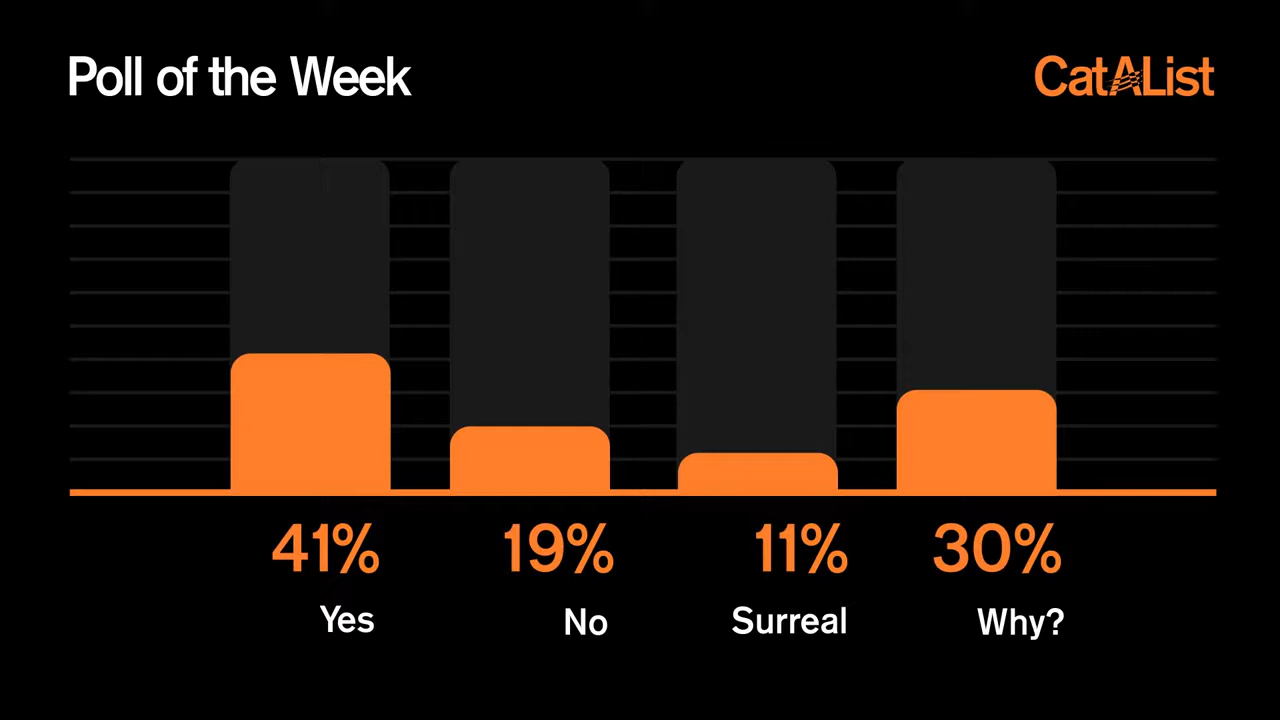 Poll of the Week
CatAList
41% 19% 11% 30%
Yes No Surreal Why?